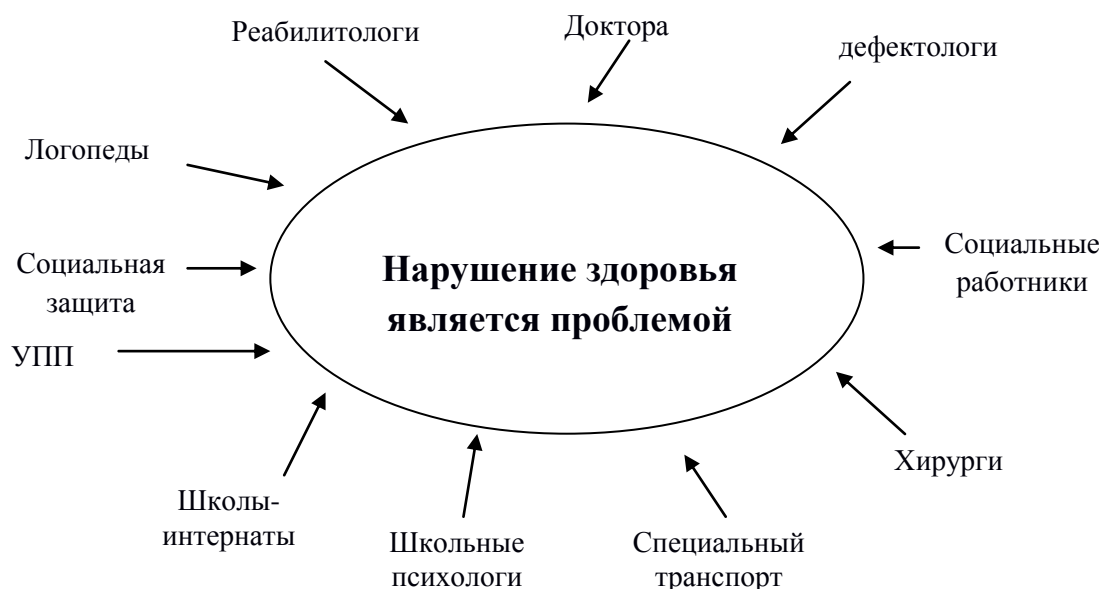 Реабилитологи
Доктора
дефектологи
Логопеды
Социальная
защита
УПП
Нарушение здоровья
является проблемой
Социальные
работники
Хирурги
Школы-
интернаты
Школьные
психологи
Специальный
транспорт